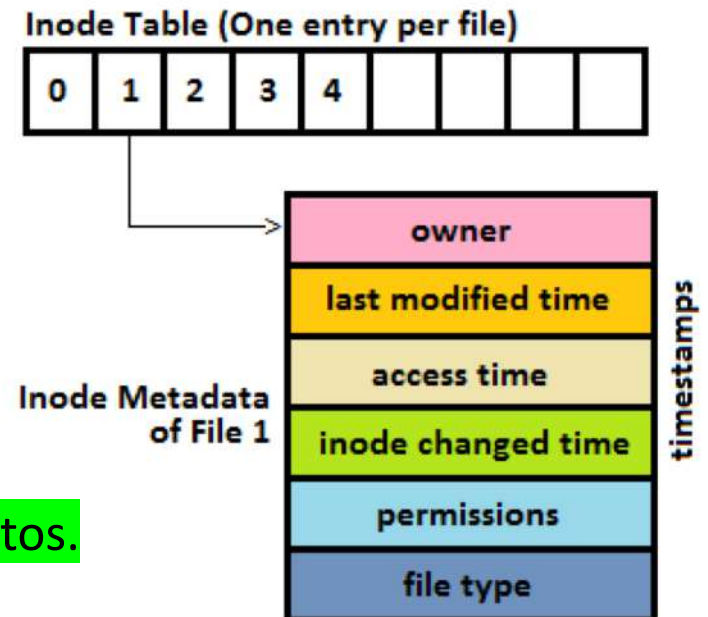 Inode Table (One entry per file)
0 1 2 3 4
owner
last modified time
access time
inode changed time
permissions
file type
timestamps
Inode Metadata
of File 1
tos.